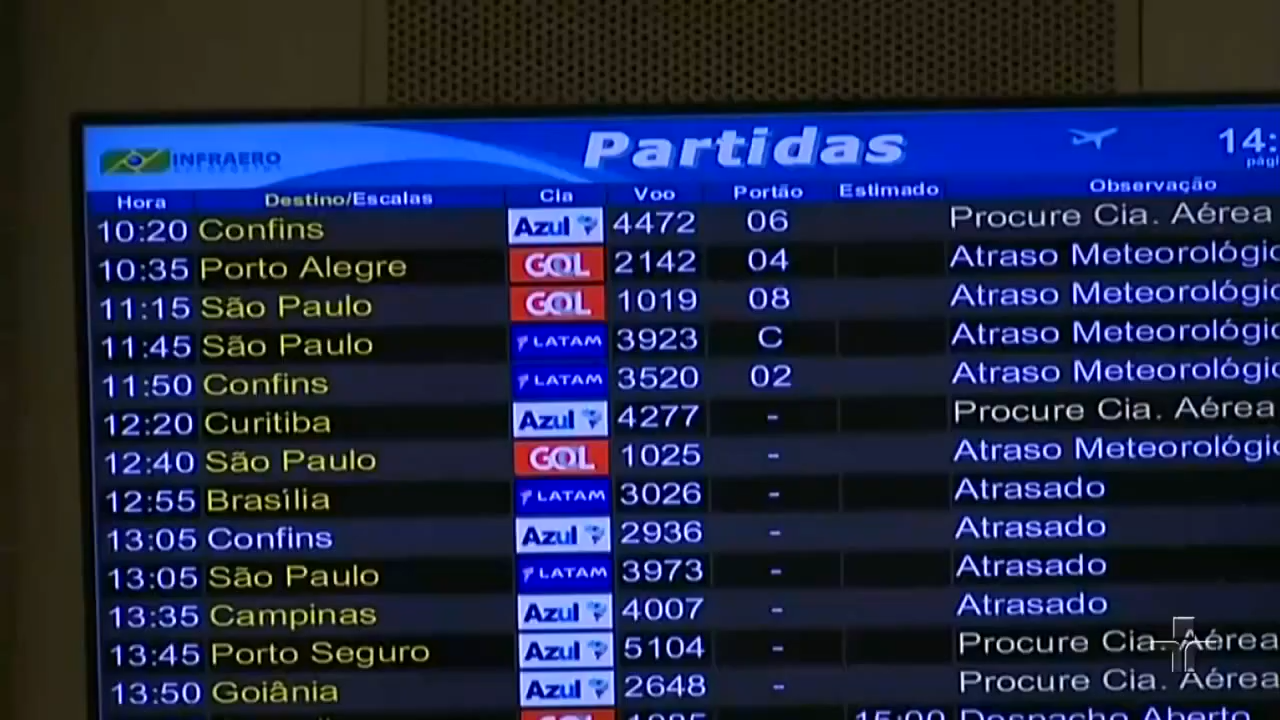 INFRAERO Partidas 14:
Hora Destino/Escalas Cia Voo Portão Estimado Observação
10:20 Confins Azul 4472 06 Procure Cia. Aérea
10:35 Porto Alegre GOL 2142 04 Atraso Meteorológic
11:15 São Paulo GOL 1019 08 Atraso Meteorológic
11:45 São Paulo LATAM 3923 C Atraso Meteorológic
11:50 Confins LATAM 3520 02 Atraso Meteorológic
12:20 Curitiba Azul 4277 - Procure Cia. Aérea
12:40 São Paulo GOL 1025 - Atraso Meteorológic
12:55 Brasília LATAM 3026 - Atrasado
13:05 Confins Azul 2936 - Atrasado
13:05 São Paulo LATAM 3973 - Atrasado
13:35 Campinas Azul 4007 - Atrasado
13:45 Porto Seguro Azul 5104 - Procure Cia. Aérea
13:50 Goiânia Azul 2648 - Procure Cia. Aérea
GOL 15:00 Despacho Aberto